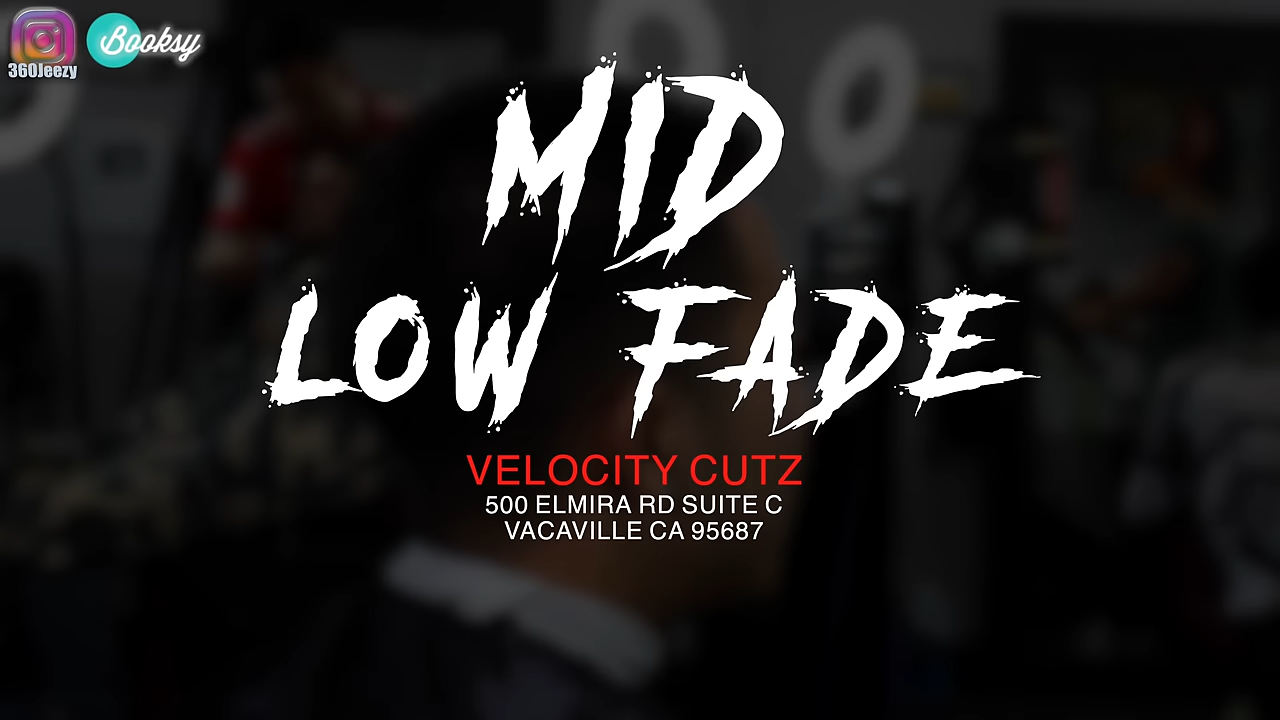 Booksy
360Jeezy
MID
LOW FADE
VELOCITY CUTZ
500 ELMIRA RD SUITE C
VACAVILLE CA 95687